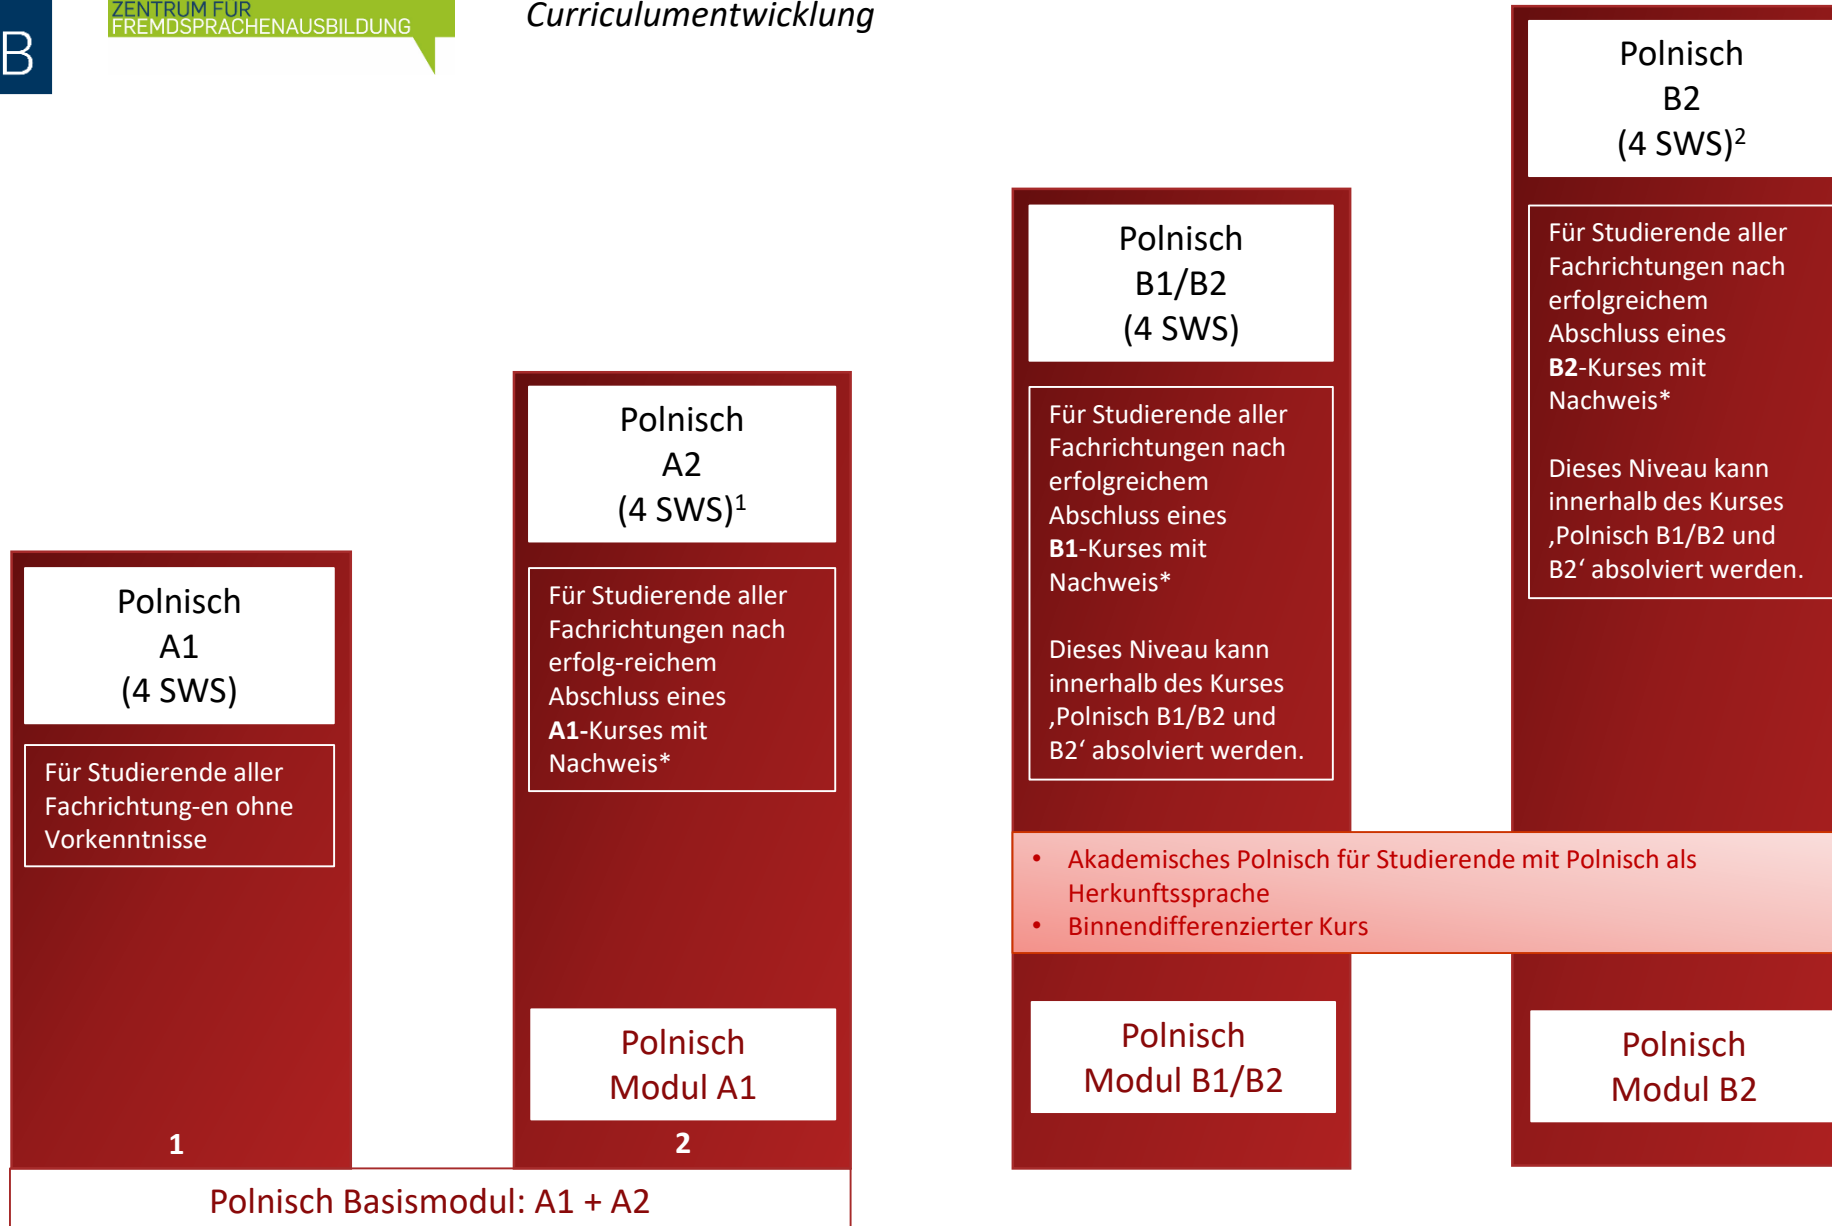 B
ZENTRUM FÜR
FREMDSPRACHENAUSBILDUNG
Curriculumentwicklung
Polnisch
A1
(4 SWS)
Für Studierende aller
Fachrichtung-en ohne
Vorkenntnisse
1
Polnisch
A2
(4 SWS)¹
Für Studierende aller
Fachrichtungen nach
erfolg-reichem
Abschluss eines
A1-Kurses mit
Nachweis*
Polnisch
Modul A1
2
Polnisch Basismodul: A1 + A2
Polnisch
B1/B2
(4 SWS)
Für Studierende aller
Fachrichtungen nach
erfolgreichem
Abschluss eines
B1-Kurses mit
Nachweis*
Dieses Niveau kann
innerhalb des Kurses
‚Polnisch B1/B2 und
B2‘ absolviert werden.
Polnisch
B2
(4 SWS)²
Für Studierende aller
Fachrichtungen nach
erfolgreichem
Abschluss eines
B2-Kurses mit
Nachweis*
Dieses Niveau kann
innerhalb des Kurses
‚Polnisch B1/B2 und
B2‘ absolviert werden.
• Akademisches Polnisch für Studierende mit Polnisch als
Herkunftssprache
• Binnendifferenzierter Kurs
Polnisch
Modul B1/B2
Polnisch
Modul B2